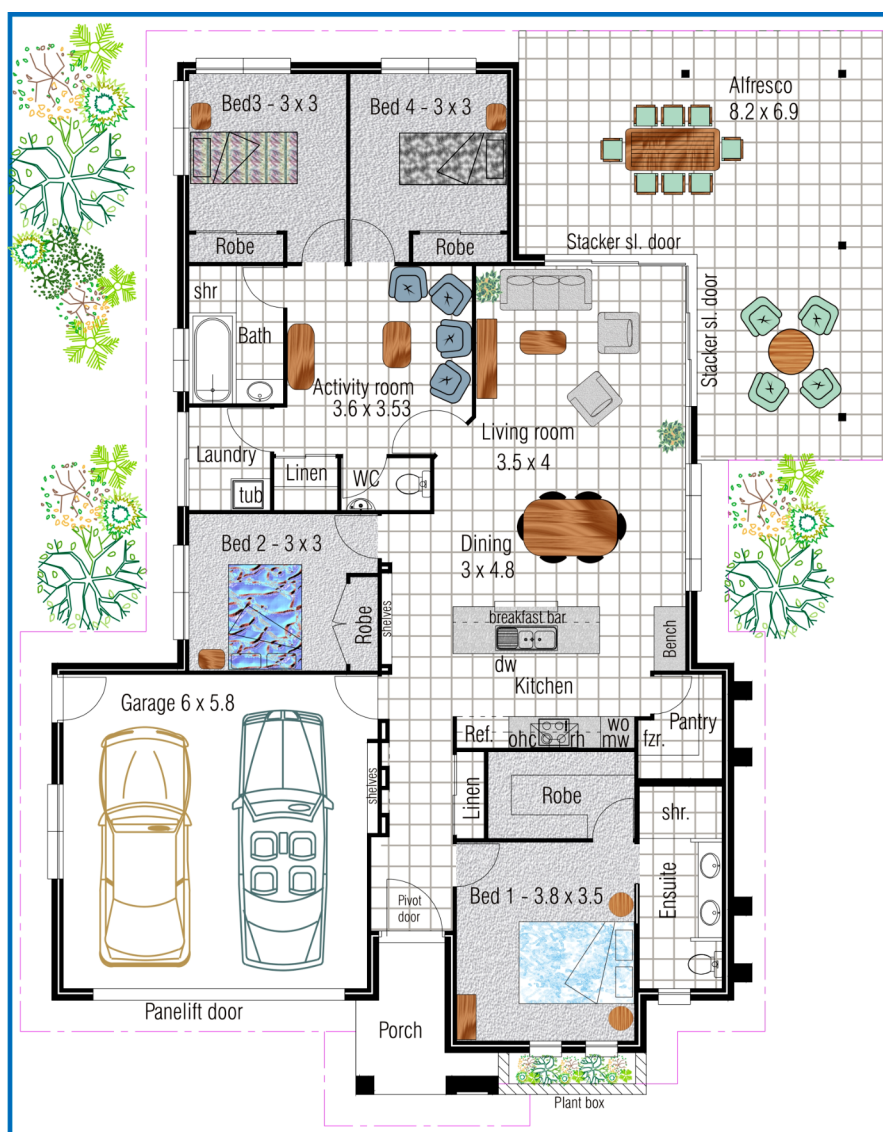 Bed3 - 3 x 3
Bed 4 - 3 x 3
Alfresco
8.2 x 6.9
Robe
Robe
Stacker sl. door
Stacker sl. door
shr
Bath
Activity room
3.6 x 3.53
Living room
3.5 x 4
Laundry
tub
Linen
WC
Bed 2 - 3 x 3
Dining
3 x 4.8
Robe
shelves
breakfast bar
dw
Bench
Kitchen
Garage 6 x 5.8
Pantry
fzr.
Ref.
ohc
rh
wo
mw
shelves
Linen
Robe
shr.
Ensuite
Pivot
door
Bed 1 - 3.8 x 3.5
Panelift door
Porch
Plant box